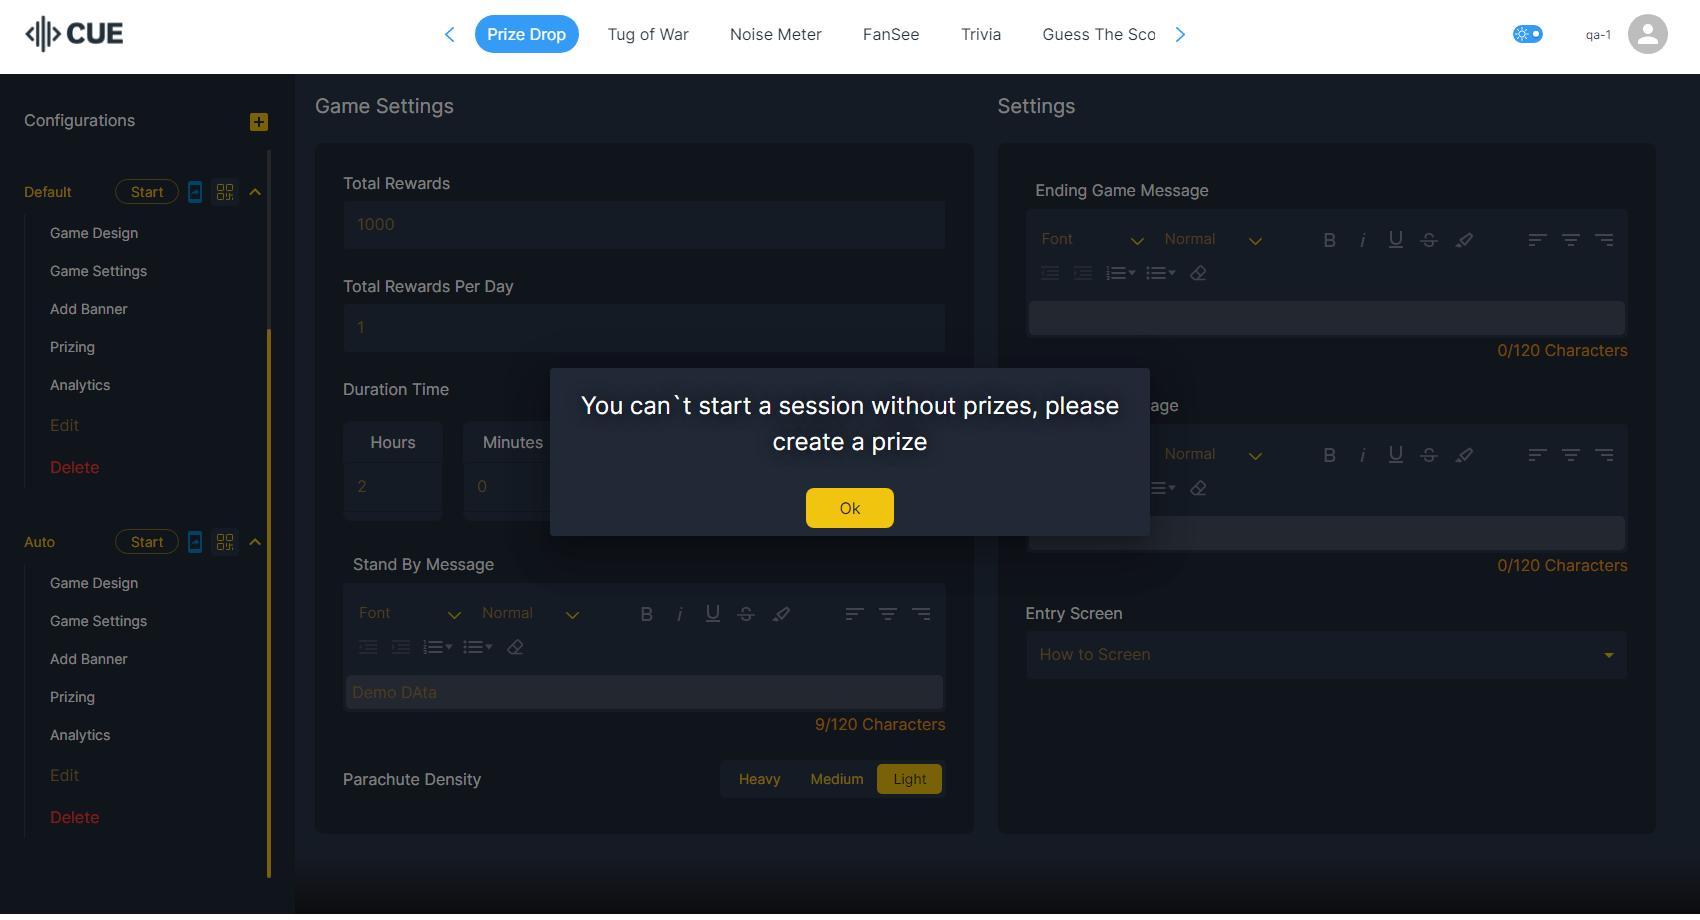 CUE
Prize Drop
Tug of War
Noise Meter
FanSee
Trivia
Guess The Sco
qa-1
Configurations
Default
Start
Game Design
Game Settings
Add Banner
Prizing
Analytics
Edit
Delete
Auto
Start
Game Design
Game Settings
Add Banner
Prizing
Analytics
Edit
Delete
Game Settings
Total Rewards
1000
Total Rewards Per Day
1
Duration Time
Hours
Minutes
2
0
Stand By Message
Font
Normal
B
i
U
S
Demo DAta
9/120 Characters
Parachute Density
Heavy
Medium
Light
Settings
Ending Game Message
Font
Normal
B
i
U
S
0/120 Characters
age
Normal
B
i
U
S
0/120 Characters
Entry Screen
How to Screen
You can`t start a session without prizes, please
create a prize
Ok